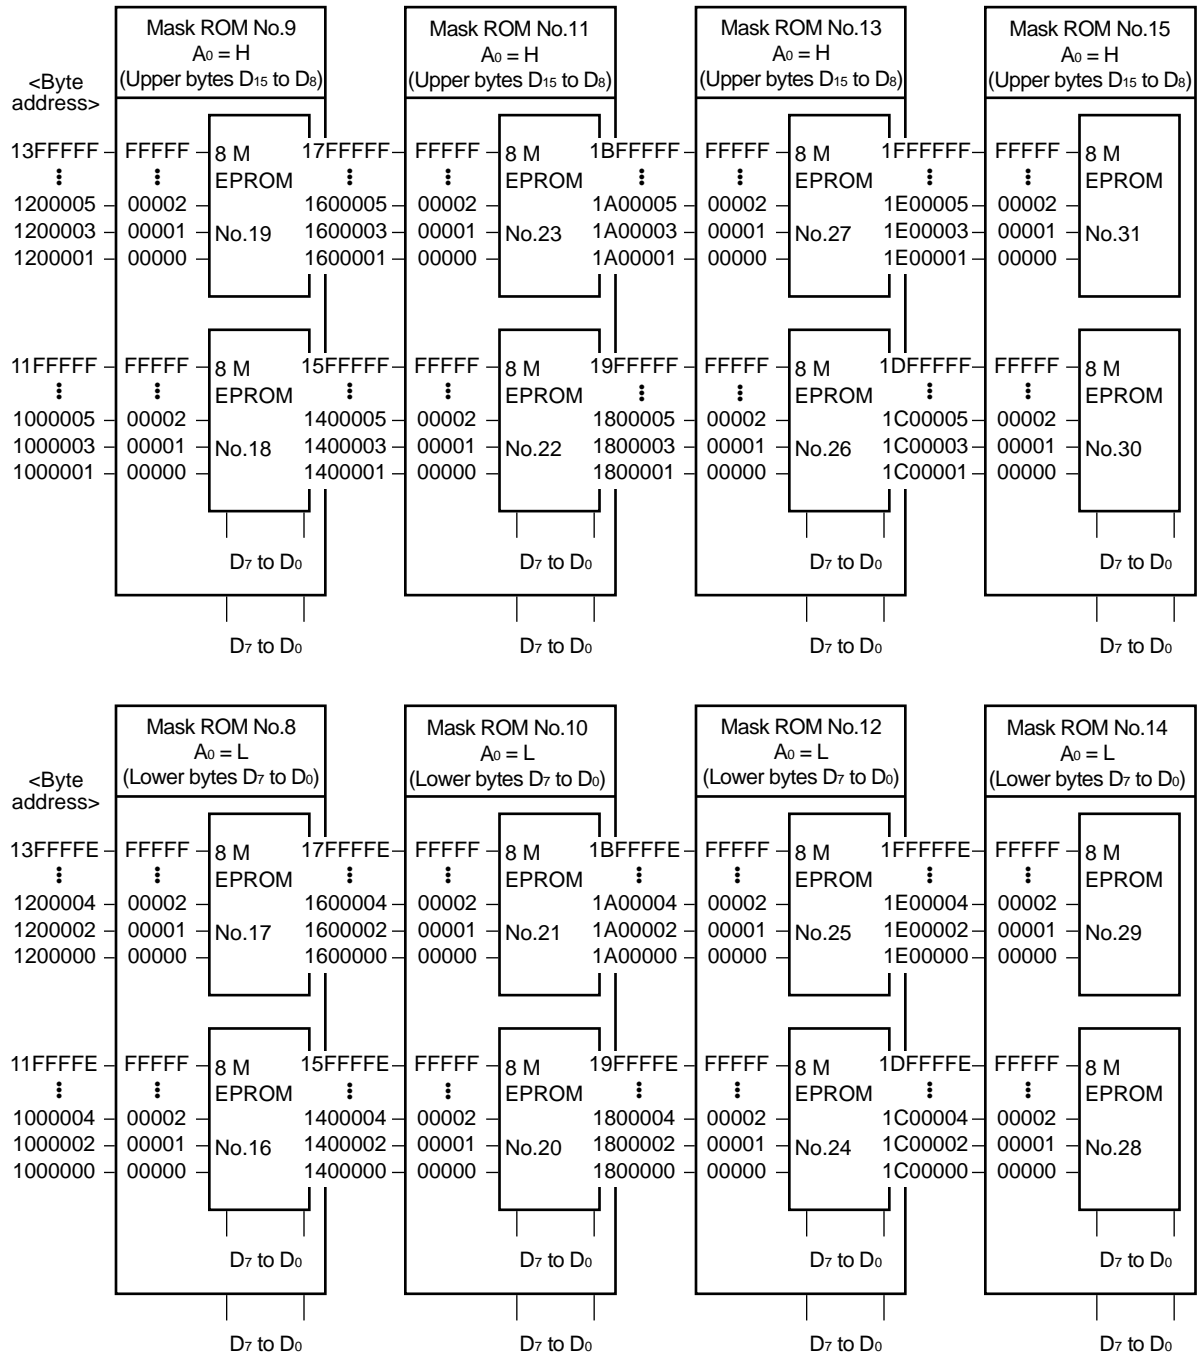 Mask ROM No.9
A0 = H
(Upper bytes D15 to D8)
Mask ROM No.11
A0 = H
(Upper bytes D15 to D8)
Mask ROM No.13
A0 = H
(Upper bytes D15 to D8)
Mask ROM No.15
A0 = H
(Upper bytes D15 to D8)
<Byte
address>
13FFFFF FFFFF 8 M 17FFFFF FFFFF 8 M 1BFFFFF FFFFF 8 M 1FFFFFF FFFFF 8 M
EPROM EPROM EPROM EPROM
1200005 00002 1600005 00002 1A00005 00002 1E00005 00002
1200003 00001 No.19 1600003 00001 No.23 1A00003 00001 No.27 1E00003 00001 No.31
1200001 00000 1600001 00000 1A00001 00000 1E00001 00000
11FFFFF FFFFF 8 M 15FFFFF FFFFF 8 M 19FFFFF FFFFF 8 M 1DFFFFF FFFFF 8 M
EPROM EPROM EPROM EPROM
1000005 00002 1400005 00002 1800005 00002 1C00005 00002
1000003 00001 No.18 1400003 00001 No.22 1800003 00001 No.26 1C00003 00001 No.30
1000001 00000 1400001 00000 1800001 00000 1C00001 00000
D7 to D0 D7 to D0 D7 to D0 D7 to D0
D7 to D0 D7 to D0 D7 to D0 D7 to D0
Mask ROM No.8
A0 = L
(Lower bytes D7 to D0)
Mask ROM No.10
A0 = L
(Lower bytes D7 to D0)
Mask ROM No.12
A0 = L
(Lower bytes D7 to D0)
Mask ROM No.14
A0 = L
(Lower bytes D7 to D0)
<Byte
address>
13FFFFE FFFFF 8 M 17FFFFE FFFFF 8 M 1BFFFFE FFFFF 8 M 1FFFFFE FFFFF 8 M
EPROM EPROM EPROM EPROM
1200004 00002 1600004 00002 1A00004 00002 1E00004 00002
1200002 00001 No.17 1600002 00001 No.21 1A00002 00001 No.25 1E00002 00001 No.29
1200000 00000 1600000 00000 1A00000 00000 1E00000 00000
11FFFFE FFFFF 8 M 15FFFFE FFFFF 8 M 19FFFFE FFFFF 8 M 1DFFFFE FFFFF 8 M
EPROM EPROM EPROM EPROM
1000004 00002 1400004 00002 1800004 00002 1C00004 00002
1000002 00001 No.16 1400002 00001 No.20 1800002 00001 No.24 1C00002 00001 No.28
1000000 00000 1400000 00000 1800000 00000 1C00000 00000
D7 to D0 D7 to D0 D7 to D0 D7 to D0
D7 to D0 D7 to D0 D7 to D0 D7 to D0